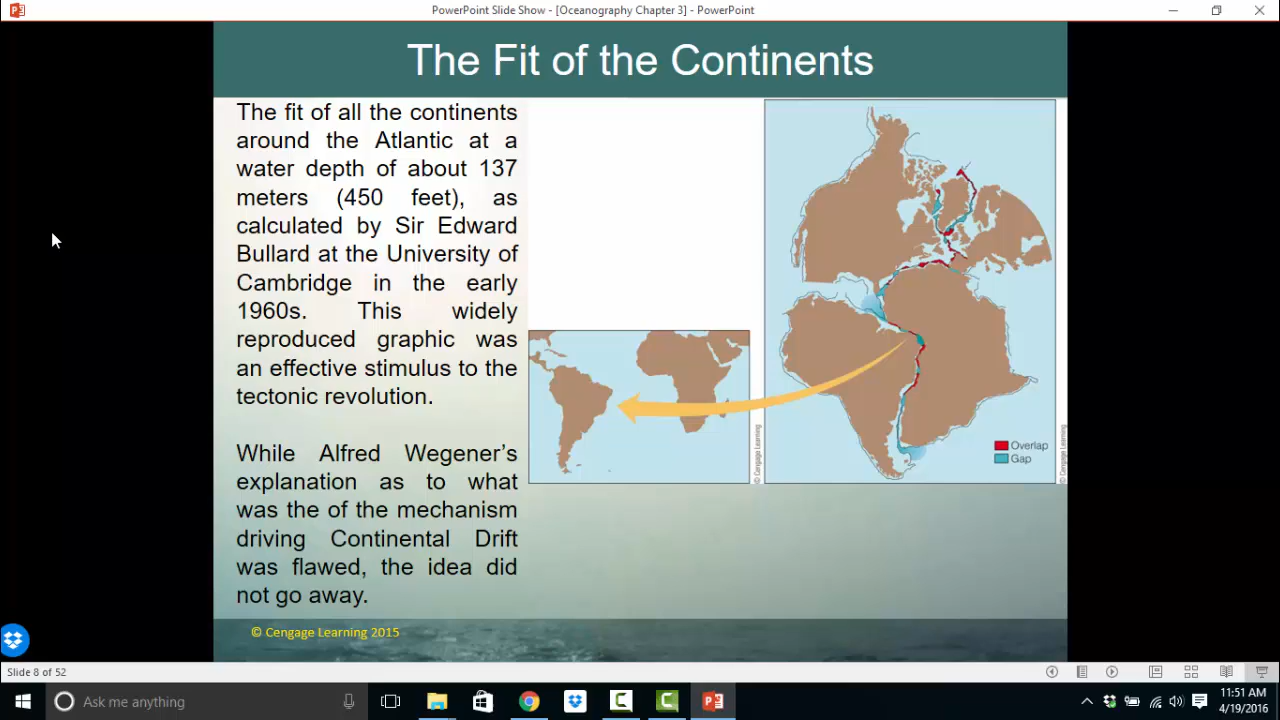 PowerPoint Slide Show - [Oceanography Chapter 3] - PowerPoint
The Fit of the Continents
The fit of all the continents
around the Atlantic at a
water depth of about 137
meters (450 feet), as
calculated by Sir Edward
Bullard at the University of
Cambridge in the early
1960s. This widely
reproduced graphic was
an effective stimulus to the
tectonic revolution.
While Alfred Wegener's
explanation as to what
was the of the mechanism
driving Continental Drift
was flawed, the idea did
not go away.
© Cengage Learning
Overlap
Gap
© Cengage Learning
© Cengage Learning 2015
Slide 8 of 52
Ask me anything
11:51 AM
4/19/2016